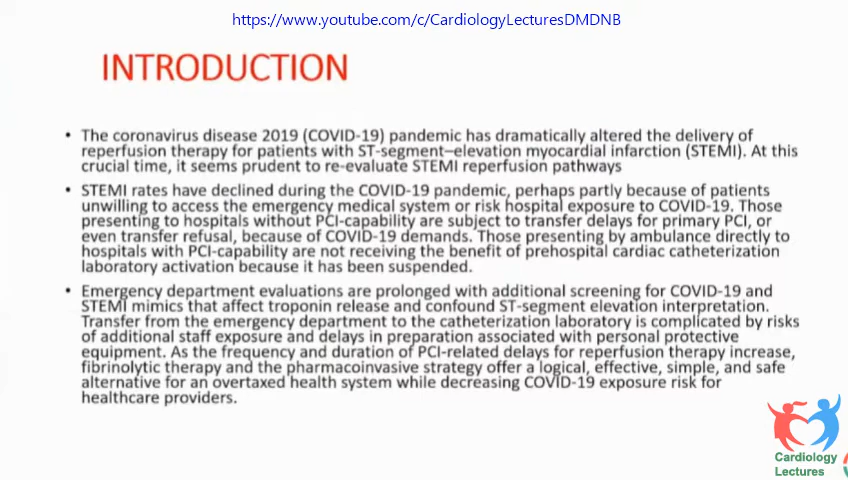 https://www.youtube.com/c/CardiologyLecturesDMDNB
INTRODUCTION
• The coronavirus disease 2019 (COVID-19) pandemic has dramatically altered the delivery of
reperfusion therapy for patients with ST-segment–elevation myocardial infarction (STEMI). At this
crucial time, it seems prudent to re-evaluate STEMI reperfusion pathways
• STEMI rates have declined during the COVID-19 pandemic, perhaps partly because of patients
unwilling to access the emergency medical system or risk hospital exposure to COVID-19. Those
presenting to hospitals without PCI-capability are subject to transfer delays for primary PCI, or
even transfer refusal, because of COVID-19 demands. Those presenting by ambulance directly to
hospitals with PCI-capability are not receiving the benefit of prehospital cardiac catheterization
laboratory activation because it has been suspended.
• Emergency department evaluations are prolonged with additional screening for COVID-19 and
STEMI mimics that affect troponin release and confound ST-segment elevation interpretation.
Transfer from the emergency department to the catheterization laboratory is complicated by risks
of additional staff exposure and delays in preparation associated with personal protective
equipment. As the frequency and duration of PCI-related delays for reperfusion therapy increase,
fibrinolytic therapy and the pharmacoinvasive strategy offer a logical, effective, simple, and safe
alternative for an overtaxed health system while decreasing COVID-19 exposure risk for
healthcare providers.
Cardiology
Lectures